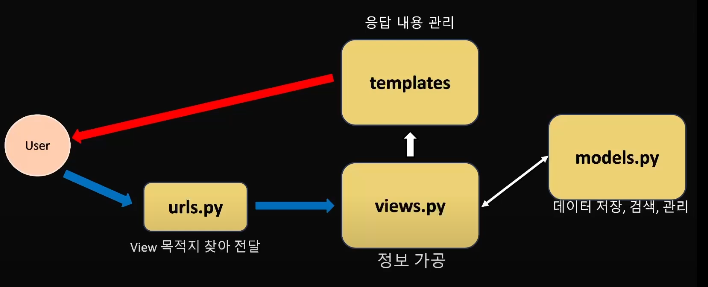 응답 내용 관리
templates
User
models.py
urls.py
views.py
데이터 저장, 검색, 관리
View 목적지 찾아 전달
정보 가공